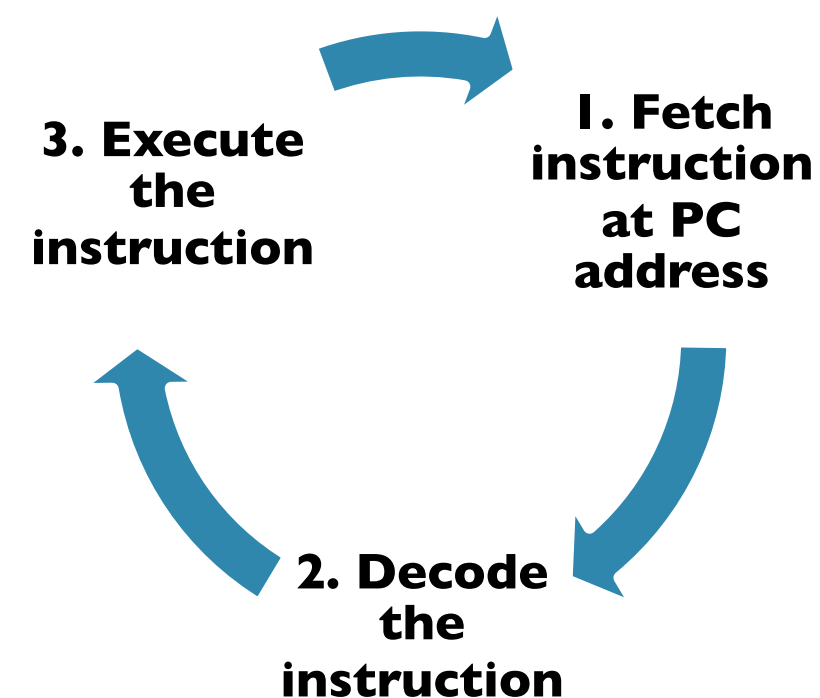 1. Fetch
instruction
at PC
address
2. Decode
the
instruction
3. Execute
the
instruction